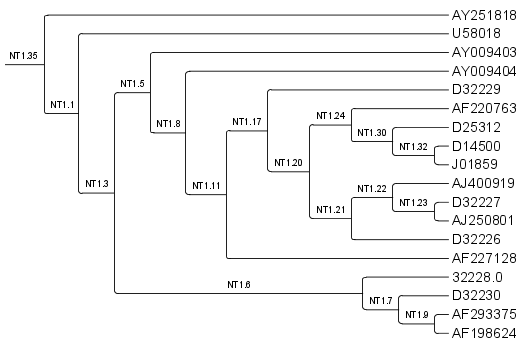 AY251818
U58018
NT1.35
AY009403
NT1.5
AY009404
D32229
NT1.1
AF220763
NT1.24
NT1.17
NT1.8
D25312
NT1.30
D14500
NT1.32
J01859
NT1.20
AJ400919
NT1.3
NT1.11
NT1.22
D32227
NT1.23
NT1.21
AJ250801
D32226
AF227128
32228.0
NT1.6
D32230
NT1.7
AF293375
NT1.9
AF198624